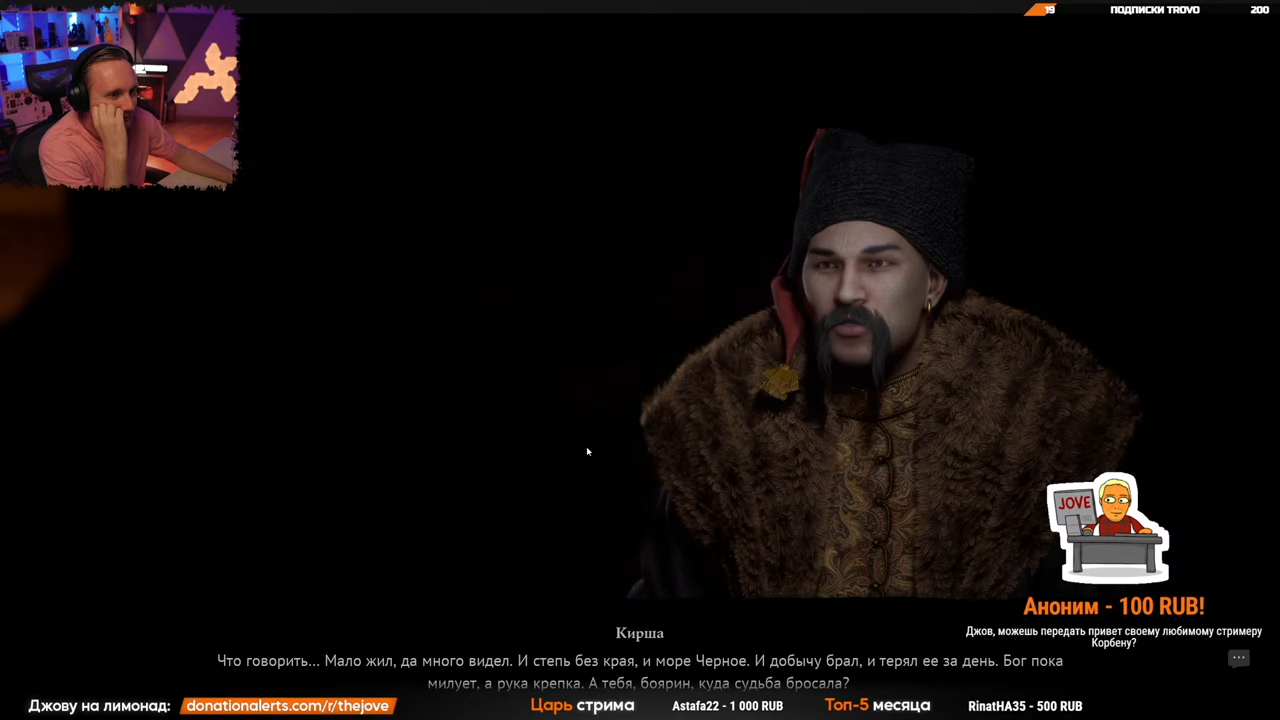 19 ПОДПИСКИ TROVO 200
JOVE
Аноним - 100 RUB!
Джов, можешь передать привет своему любимому стримеру
Корбену?
Кирша
Что говорить... Мало жил, да много видел. И степь без края, и море Черное. И добычу брал, и терял ее за день. Бог пока
милует, а рука крепка. А тебя, боярин, куда судьба бросала?
Джову на лимонад: donationalerts.com/r/thejove Царь стрима Astafa22 - 1 000 RUB Топ-5 месяца RinatHA35 - 500 RUB